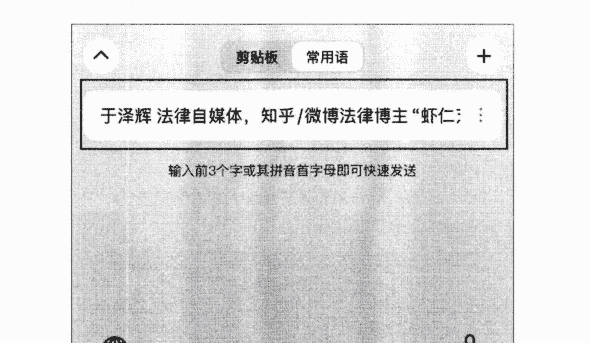 剪贴板 常用语
于泽辉 法律自媒体，知乎/微博法律博主“虾仁
输入前3个字或其拼音首字母即可快速发送